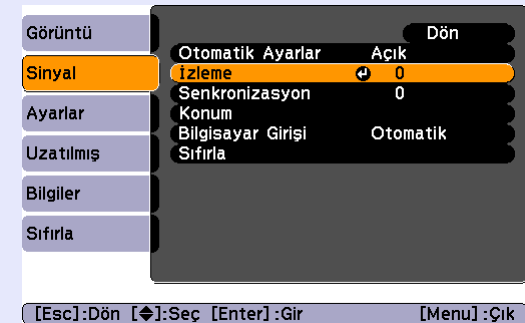 Görüntü
Sinyal
Ayarlar
Uzatılmış
Bilgiler
Sıfırla
Dön
Otomatik Ayarlar Açık
İzleme 0
Senkronizasyon 0
Konum
Bilgisayar Girişi Otomatik
Sıfırla
[Esc]:Dön [◆]:Seç [Enter]:Gir [Menu]:Çık